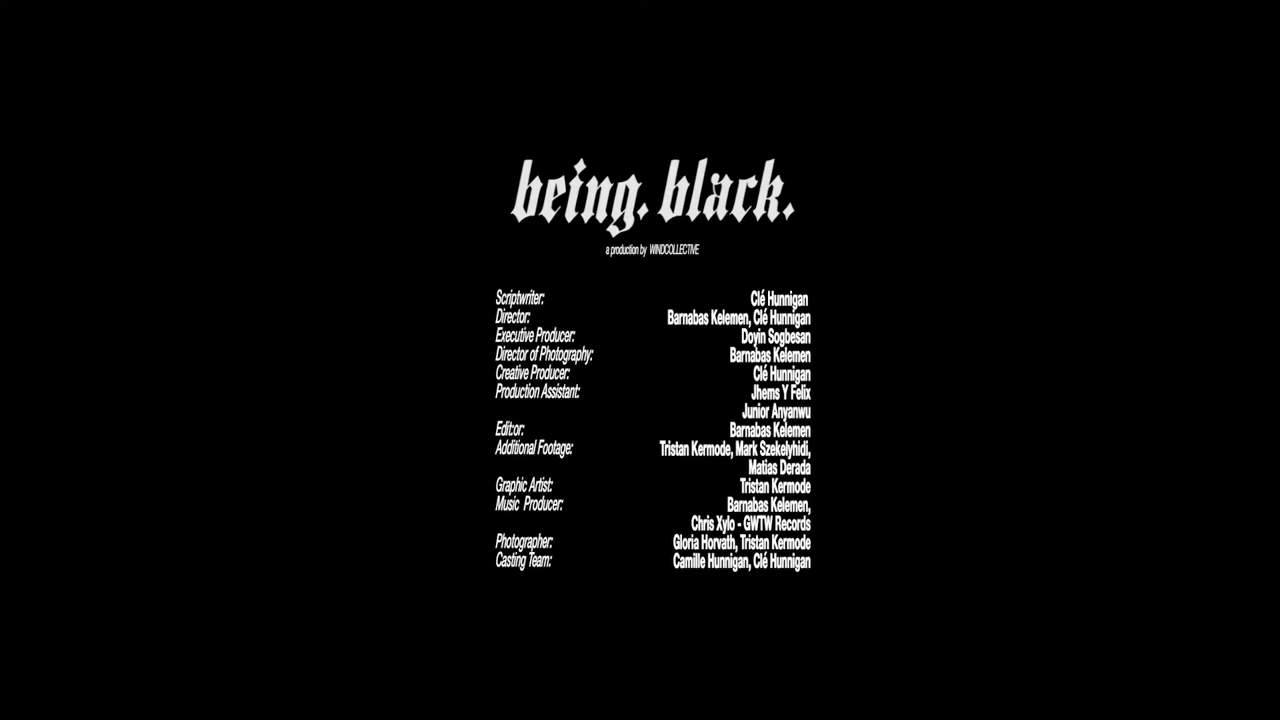 being. black.
a production by WINDCOLLECTIVE
Scriptwriter: Clé Hunnigan
Director: Barnabas Kelemen, Clé Hunnigan
Executive Producer: Doyin Sogbesan
Director of Photography: Barnabas Kelemen
Creative Producer: Clé Hunnigan
Production Assistant: Jhems Y Felix
Junior Anyanwu
Edit:or: Barnabas Kelemen
Additional Footage: Tristan Kermode, Mark Szekelyhidi,
Matias Derada
Graphic Artist: Tristan Kermode
Music Producer: Barnabas Kelemen,
Chris Xylo - GWTW Records
Photographer: Gloria Horvath, Tristan Kermode
Casting Team: Camille Hunnigan, Clé Hunnigan